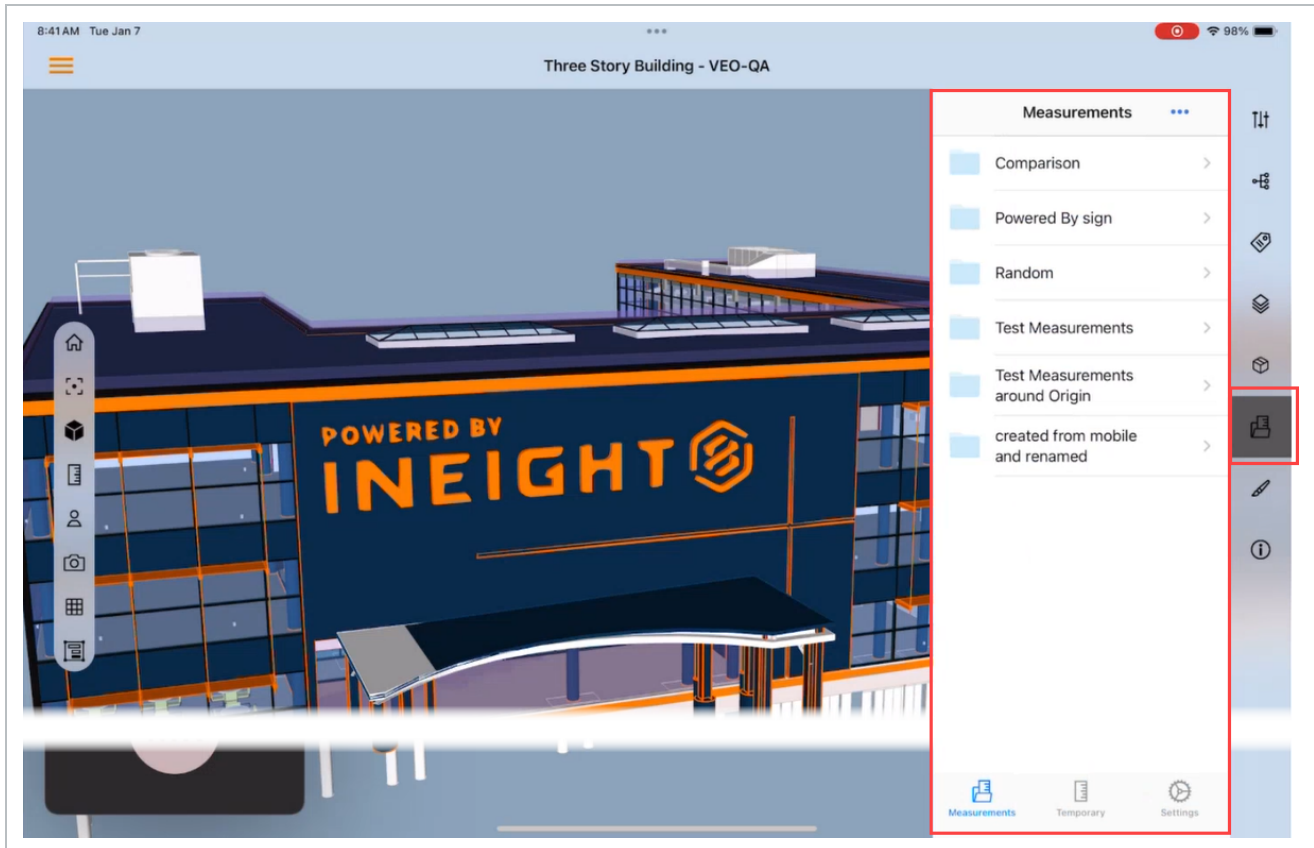 8:41 AM Tue Jan 7
98%
Three Story Building - VEO-QA
Measurements
Comparison
Powered By sign
Random
Test Measurements
Test Measurements
around Origin
created from mobile
and renamed
POWERED BY
INEIGHT
Measurements
Temporary
Settings